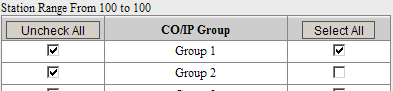 Station Range From 100 to 100
Uncheck All CO/IP Group Select All
Group 1
Group 2